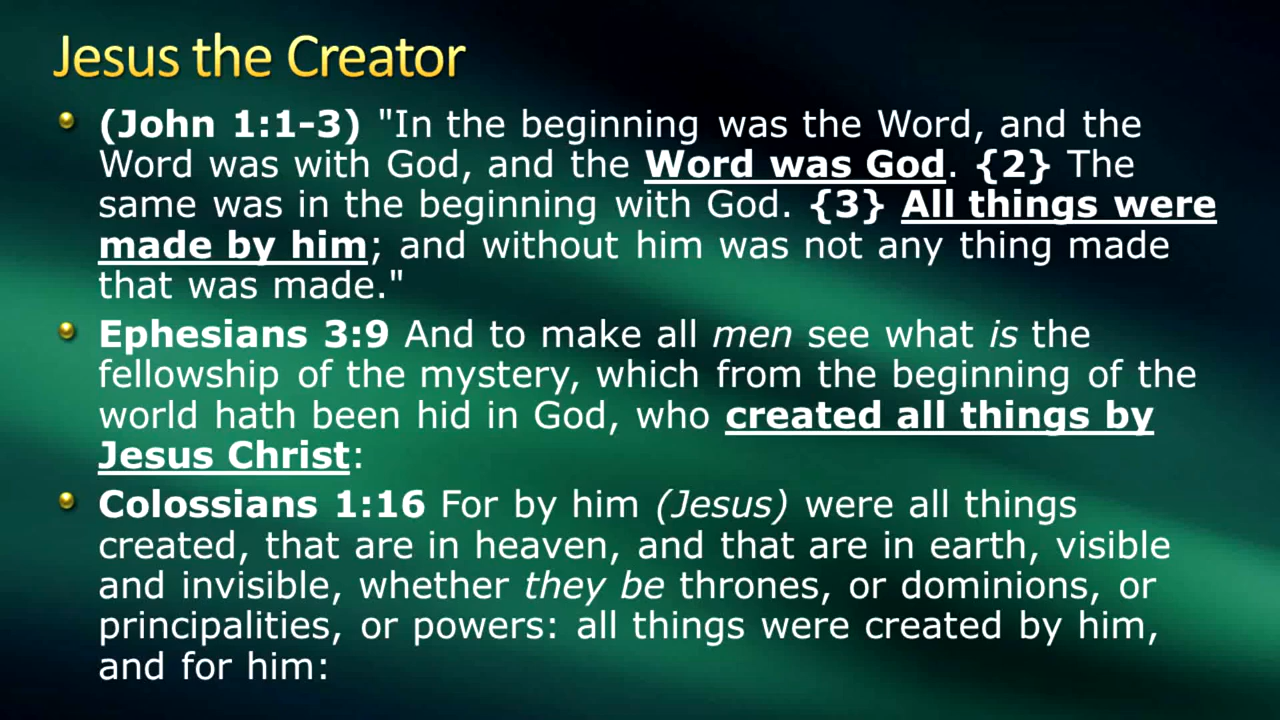 Jesus the Creator
(John 1:1-3) "In the beginning was the Word, and the
Word was with God, and the Word was God. {2} The
same was in the beginning with God. {3} All things were
made by him; and without him was not any thing made
that was made."
Ephesians 3:9 And to make all men see what is the
fellowship of the mystery, which from the beginning of the
world hath been hid in God, who created all things by
Jesus Christ:
Colossians 1:16 For by him (Jesus) were all things
created, that are in heaven, and that are in earth, visible
and invisible, whether they be thrones, or dominions, or
principalities, or powers: all things were created by him,
and for him: